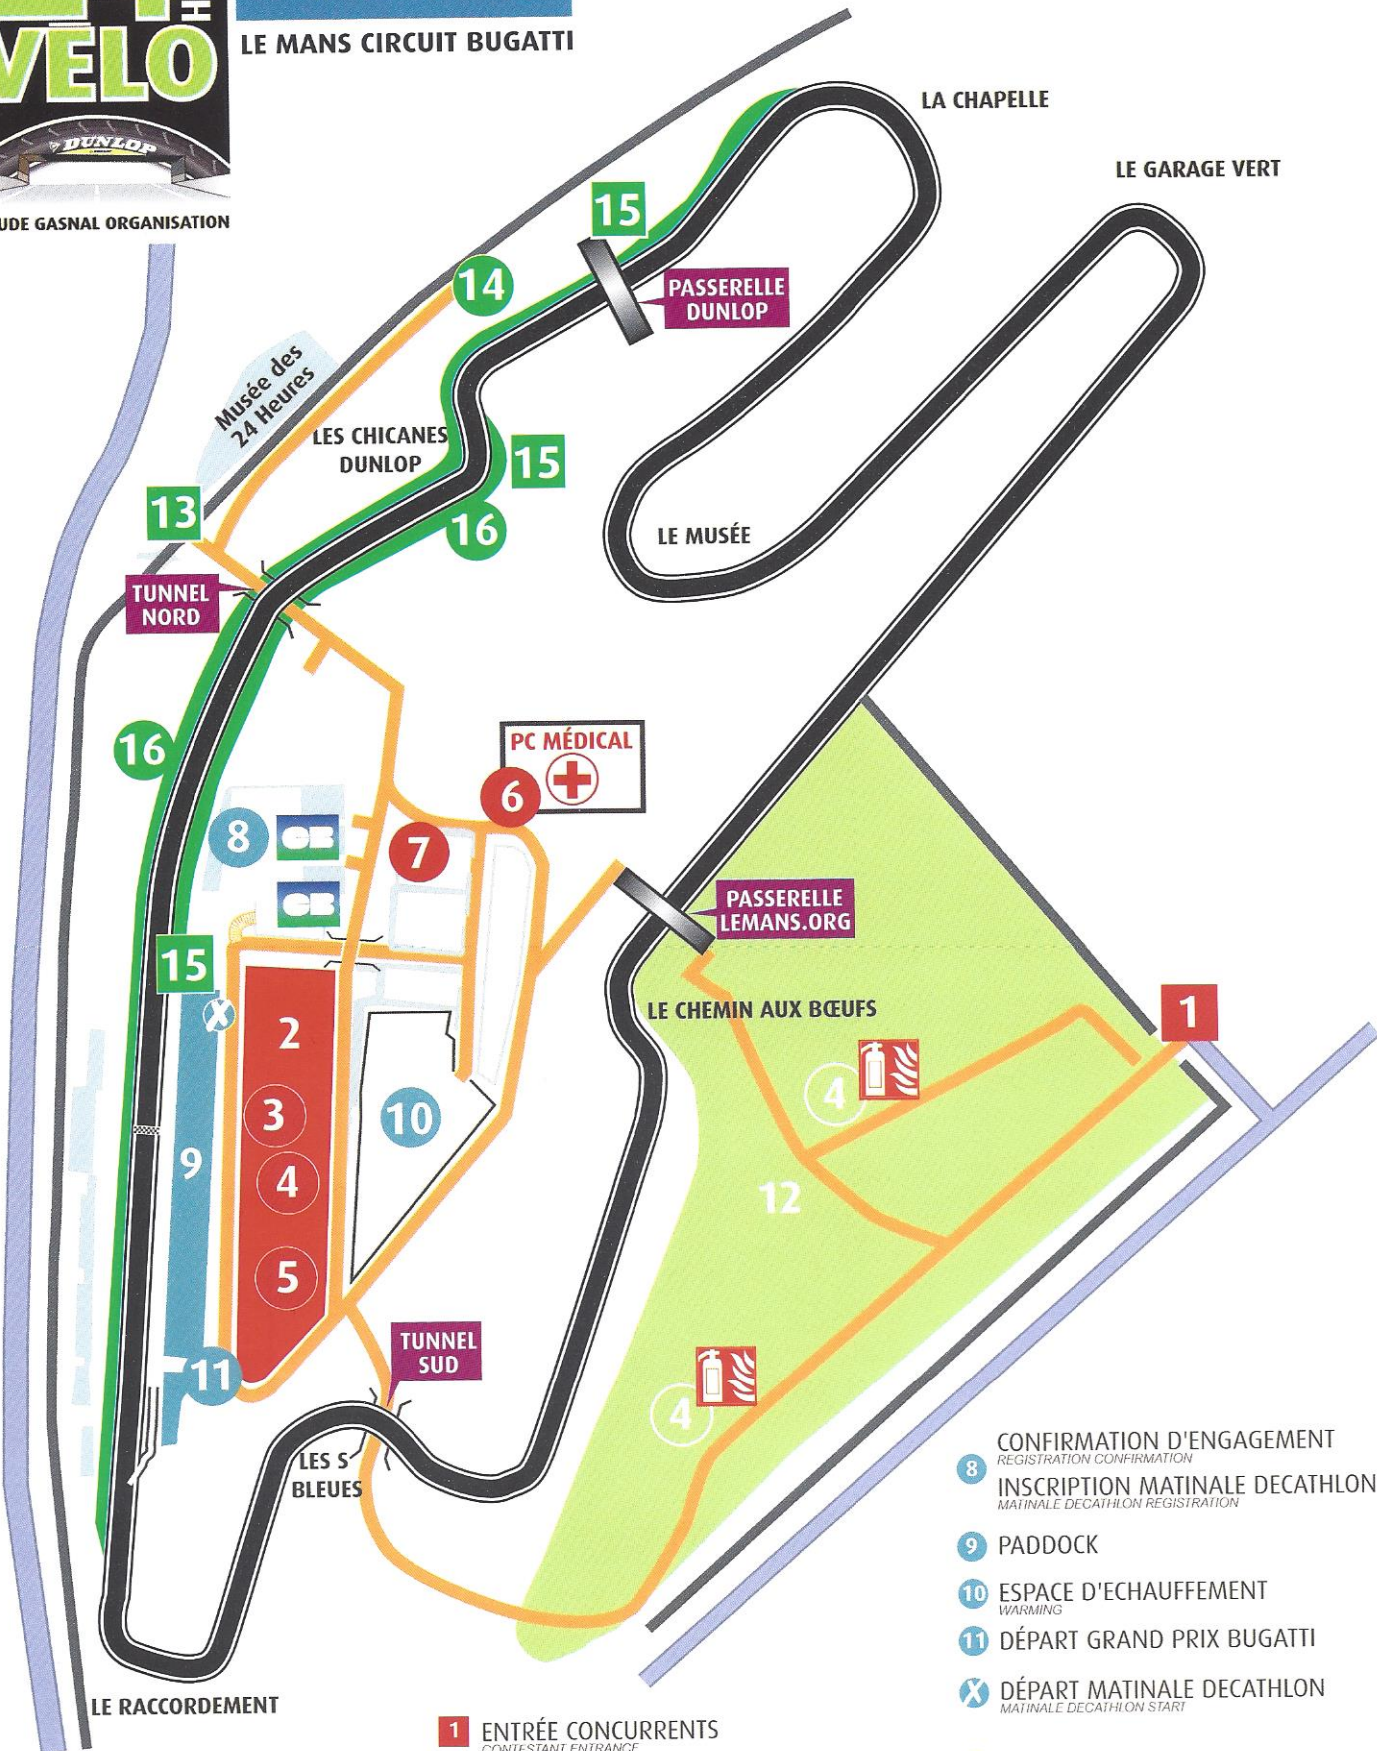 VÉLO
DUNLOP
GASNAL ORGANISATION
LE MANS CIRCUIT BUGATTI
LA CHAPELLE
LE GARAGE VERT
15
14
PASSERELLE
DUNLOP
Musée des
24 Heures
LES CHICANES
DUNLOP
15
13
16
LE MUSÉE
TUNNEL
NORD
16
PC MÉDICAL
6
8
7
PASSERELLE
LEMANS.ORG
15
X
LE CHEMIN AUX BŒUFS
1
2
4
3
10
9
4
12
5
TUNNEL
SUD
11
4
LES S
BLEUES
LE RACCORDEMENT
8
CONFIRMATION D'ENGAGEMENT
REGISTRATION CONFIRMATION
INSCRIPTION MATINALE DECATHLON
MATINALE DECATHLON REGISTRATION
9 PADDOCK
10 ESPACE D'ECHAUFFEMENT
WARMING
11 DÉPART GRAND PRIX BUGATTI
X DÉPART MATINALE DECATHLON
MATINALE DECATHLON START
1 ENTRÉE CONCURRENTS
CONTESTANT ENTRANCE